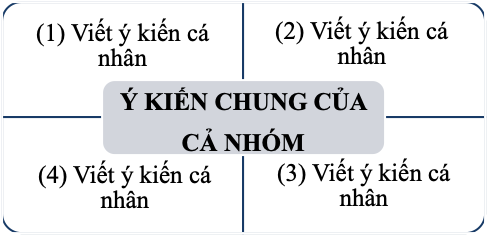 (1) Viết ý kiến cá
nhân
(2) Viết ý kiến cá
nhân
Ý KIẾN CHUNG CỦA
CẢ NHÓM
(4) Viết ý kiến cá
nhân
(3) Viết ý kiến cá
nhân